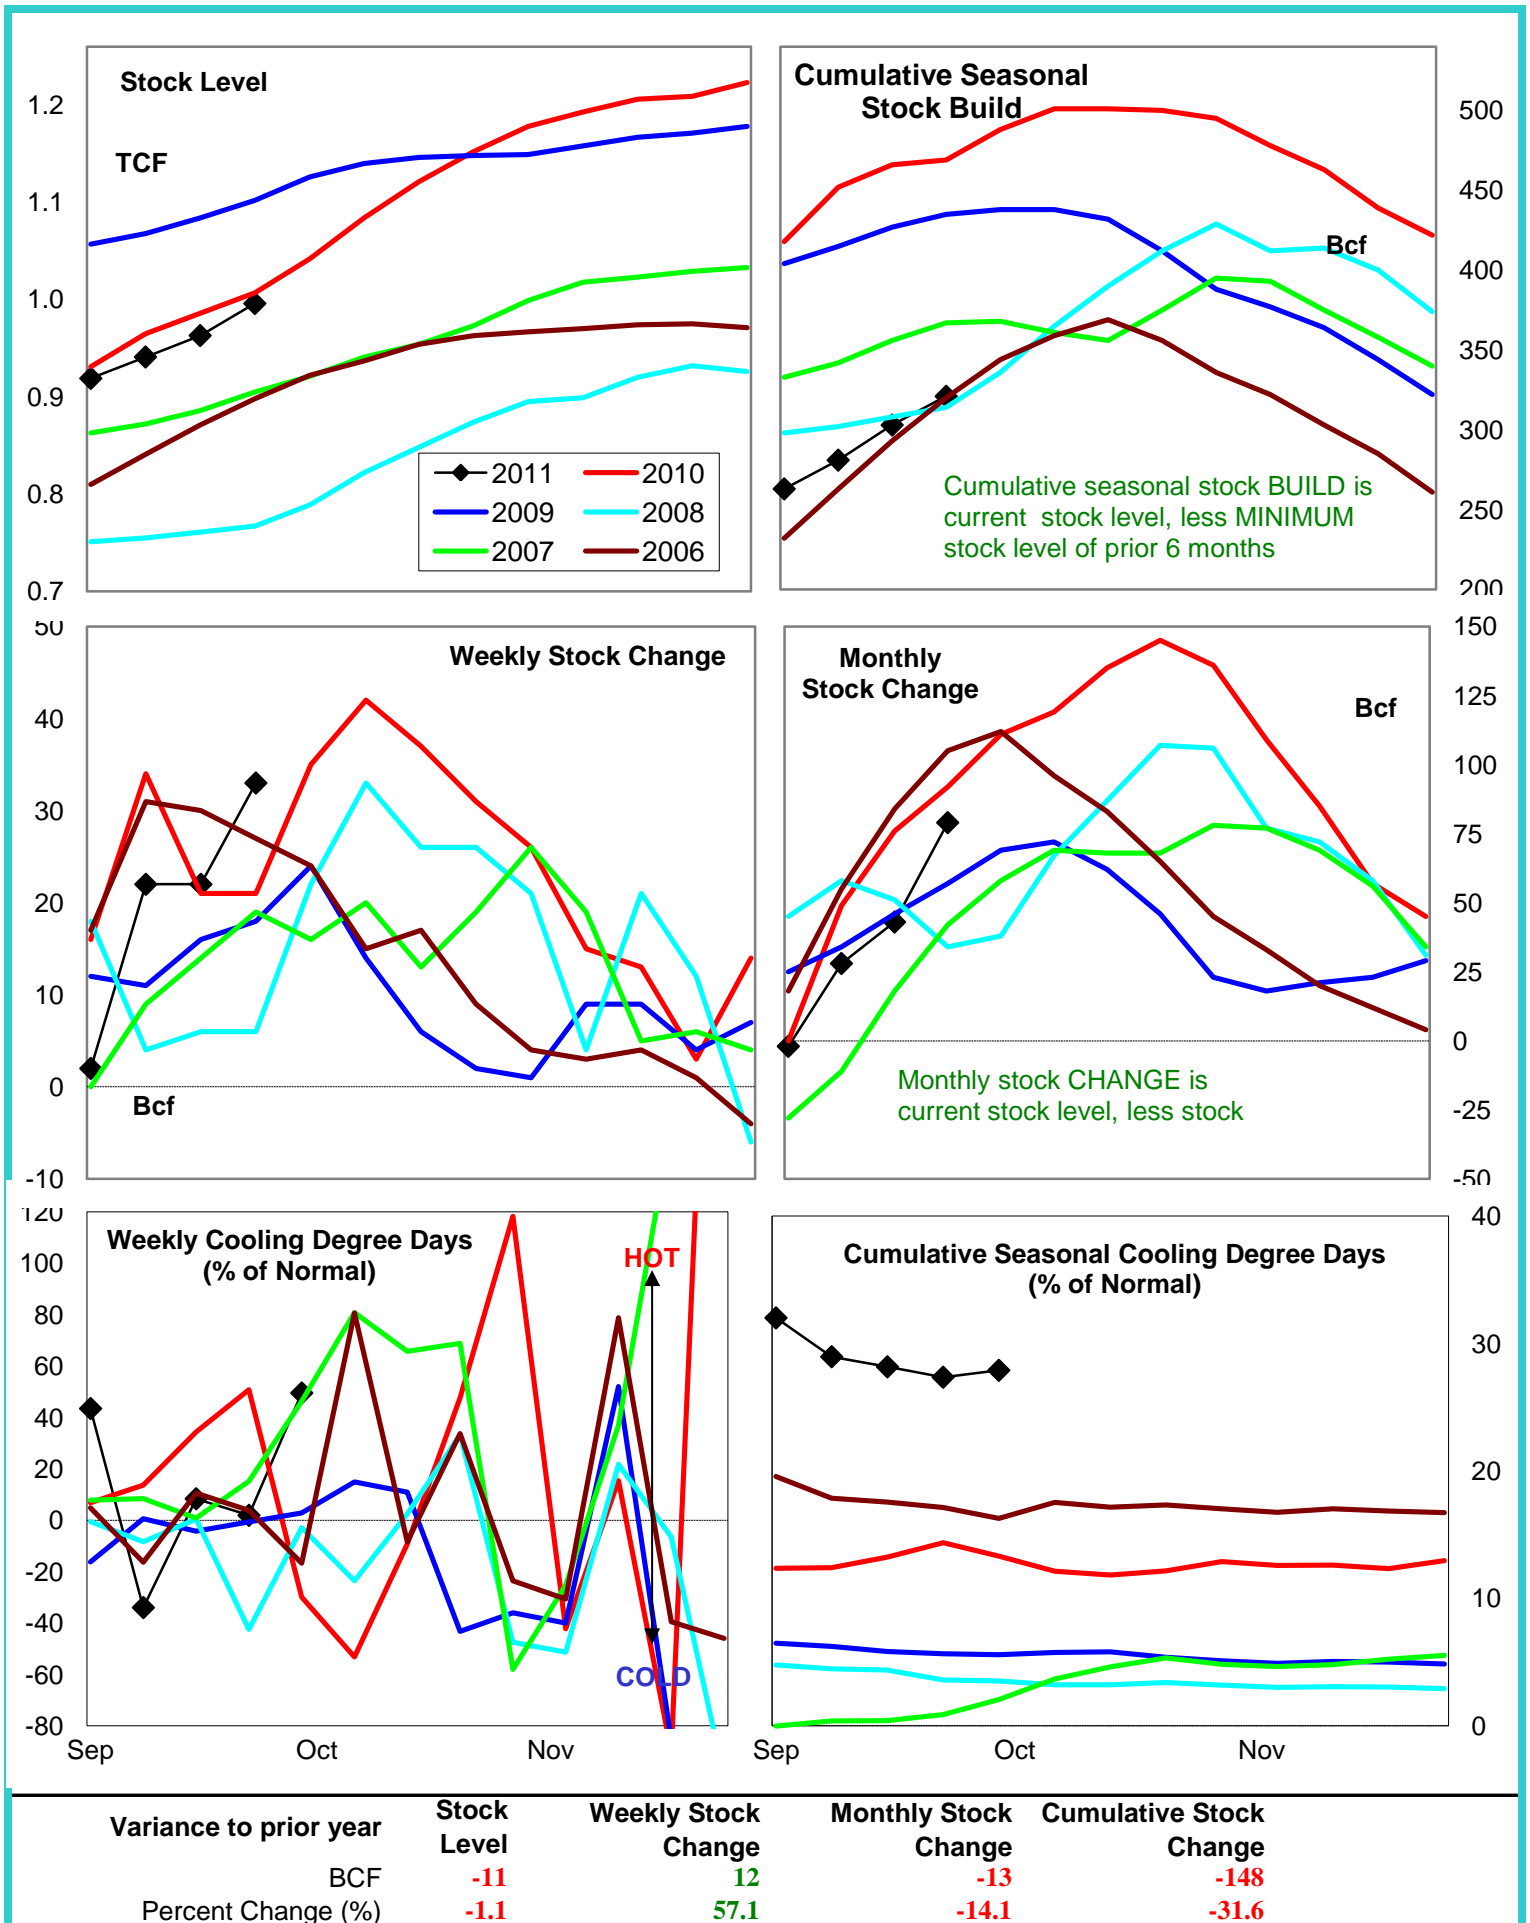 Stock Level
TCF
1.2
1.1
1.0
0.9
0.8
0.7
2011 2010
2009 2008
2007 2006
Cumulative Seasonal
Stock Build
Bcf
500
450
400
350
300
250
200
Cumulative seasonal stock BUILD is
current stock level, less MINIMUM
stock level of prior 6 months
Weekly Stock Change
50
40
30
20
10
0
-10
Bcf
Monthly
Stock Change
Bcf
150
125
100
75
50
25
0
-25
-50
Monthly stock CHANGE is
current stock level, less stock
Weekly Cooling Degree Days
(% of Normal)
120
100
80
60
40
20
0
-20
-40
-60
-80
HOT
COLD
Sep Oct Nov
Cumulative Seasonal Cooling Degree Days
(% of Normal)
40
30
20
10
0
Sep Oct Nov
Variance to prior year Stock Level Weekly Stock Change Monthly Stock Change Cumulative Stock Change
BCF -11 12 -13 -148
Percent Change (%) -1.1 57.1 -14.1 -31.6